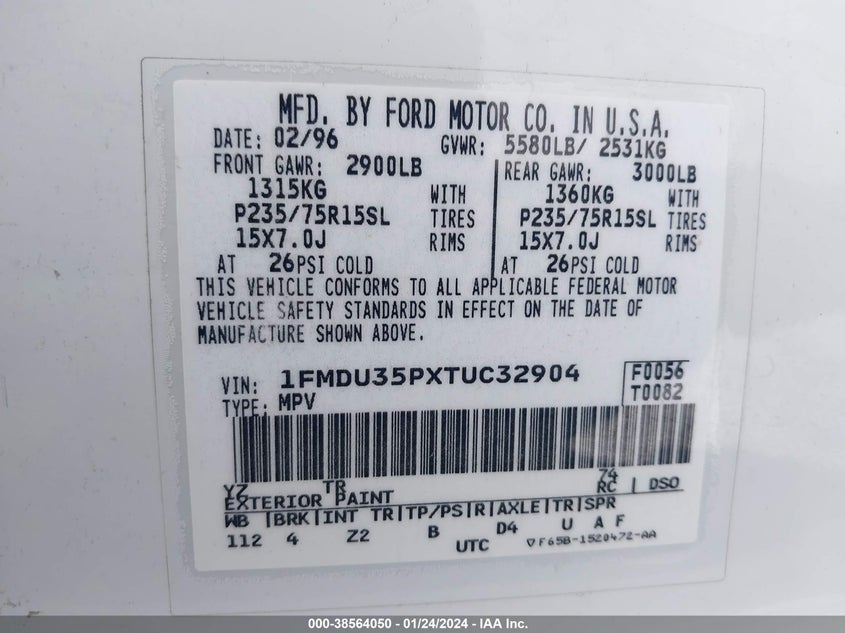 MFD. BY FORD MOTOR CO. IN U.S.A.
DATE: 02/96 GVWR: 5580LB/ 2531KG
FRONT GAWR: 2900LB REAR GAWR: 3000LB
1315KG WITH 1360KG WITH
P235/75R15SL TIRES P235/75R15SL TIRES
15X7.0J RIMS 15X7.0J RIMS
AT 26PSI COLD AT 26PSI COLD
THIS VEHICLE CONFORMS TO ALL APPLICABLE FEDERAL MOTOR
VEHICLE SAFETY STANDARDS IN EFFECT ON THE DATE OF
MANUFACTURE SHOWN ABOVE.
VIN: 1FMDU35PXTUC32904 F0056
TYPE: MPV T0082
YZ TR 74
EXTERIOR PAINT RC | DSO
WB |BRK|INT TR|TP/PS|R|AXLE|TR|SPR
112 4 Z2 B D4 U A F
UTC ▽F65B-1520472-AA
000-38564050 - 01/24/2024 - IAA Inc.